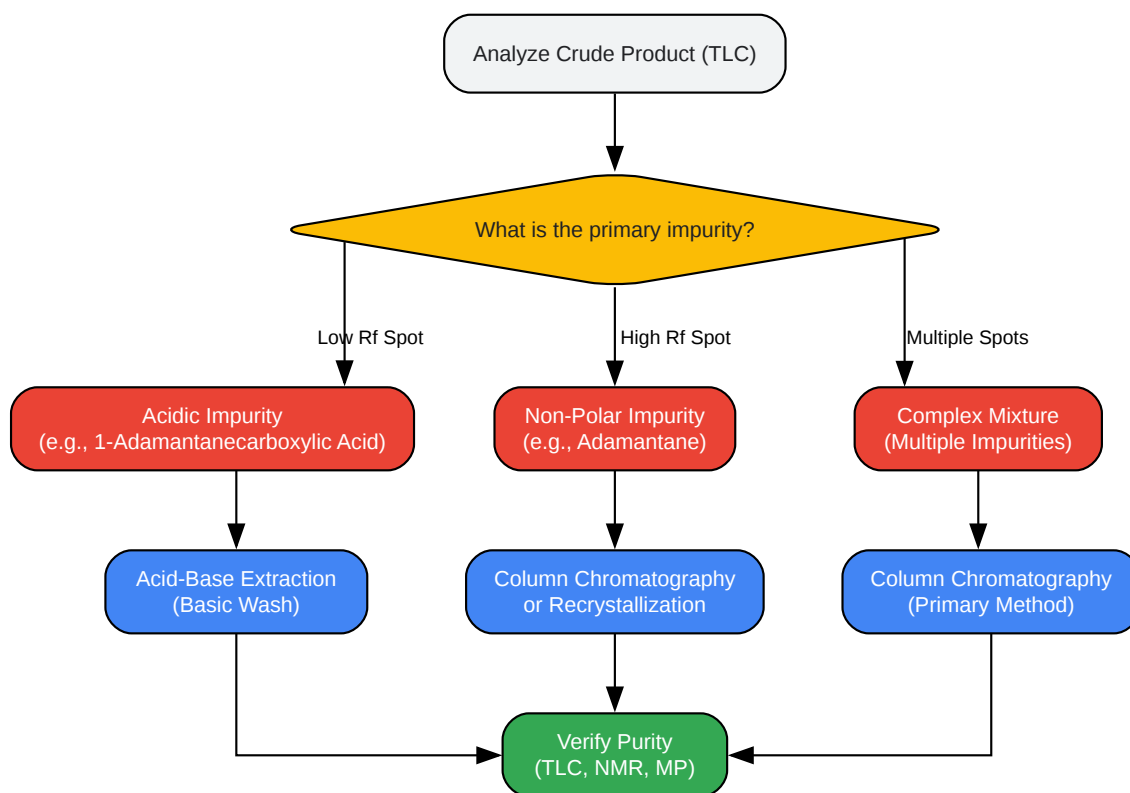 Analyze Crude Product (TLC)
What is the primary impurity?
Low Rf Spot
High Rf Spot
Multiple Spots
Acidic Impurity
(e.g., 1-Adamantanecarboxylic Acid)
Non-Polar Impurity
(e.g., Adamantane)
Complex Mixture
(Multiple Impurities)
Acid-Base Extraction
(Basic Wash)
Column Chromatography
or Recrystallization
Column Chromatography
(Primary Method)
Verify Purity
(TLC, NMR, MP)